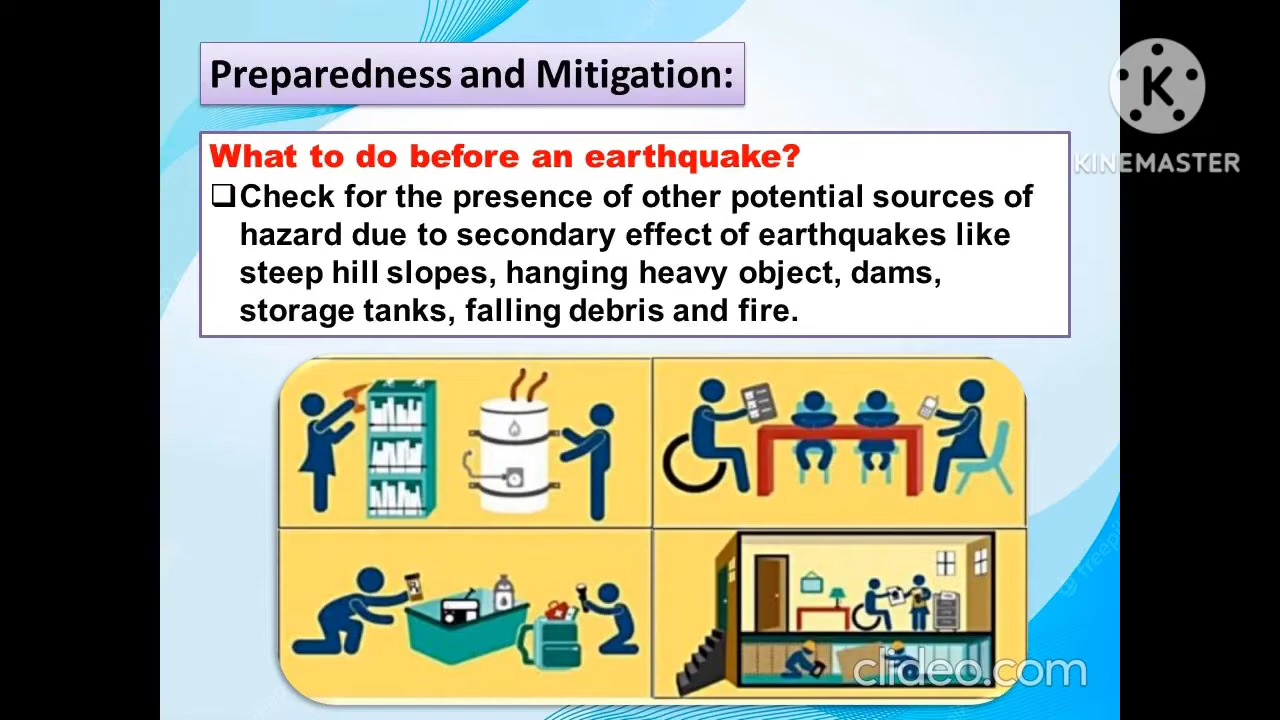 Preparedness and Mitigation:
K
KINEMASTER
What to do before an earthquake?
❑Check for the presence of other potential sources of
hazard due to secondary effect of earthquakes like
steep hill slopes, hanging heavy object, dams,
storage tanks, falling debris and fire.
clideo.com